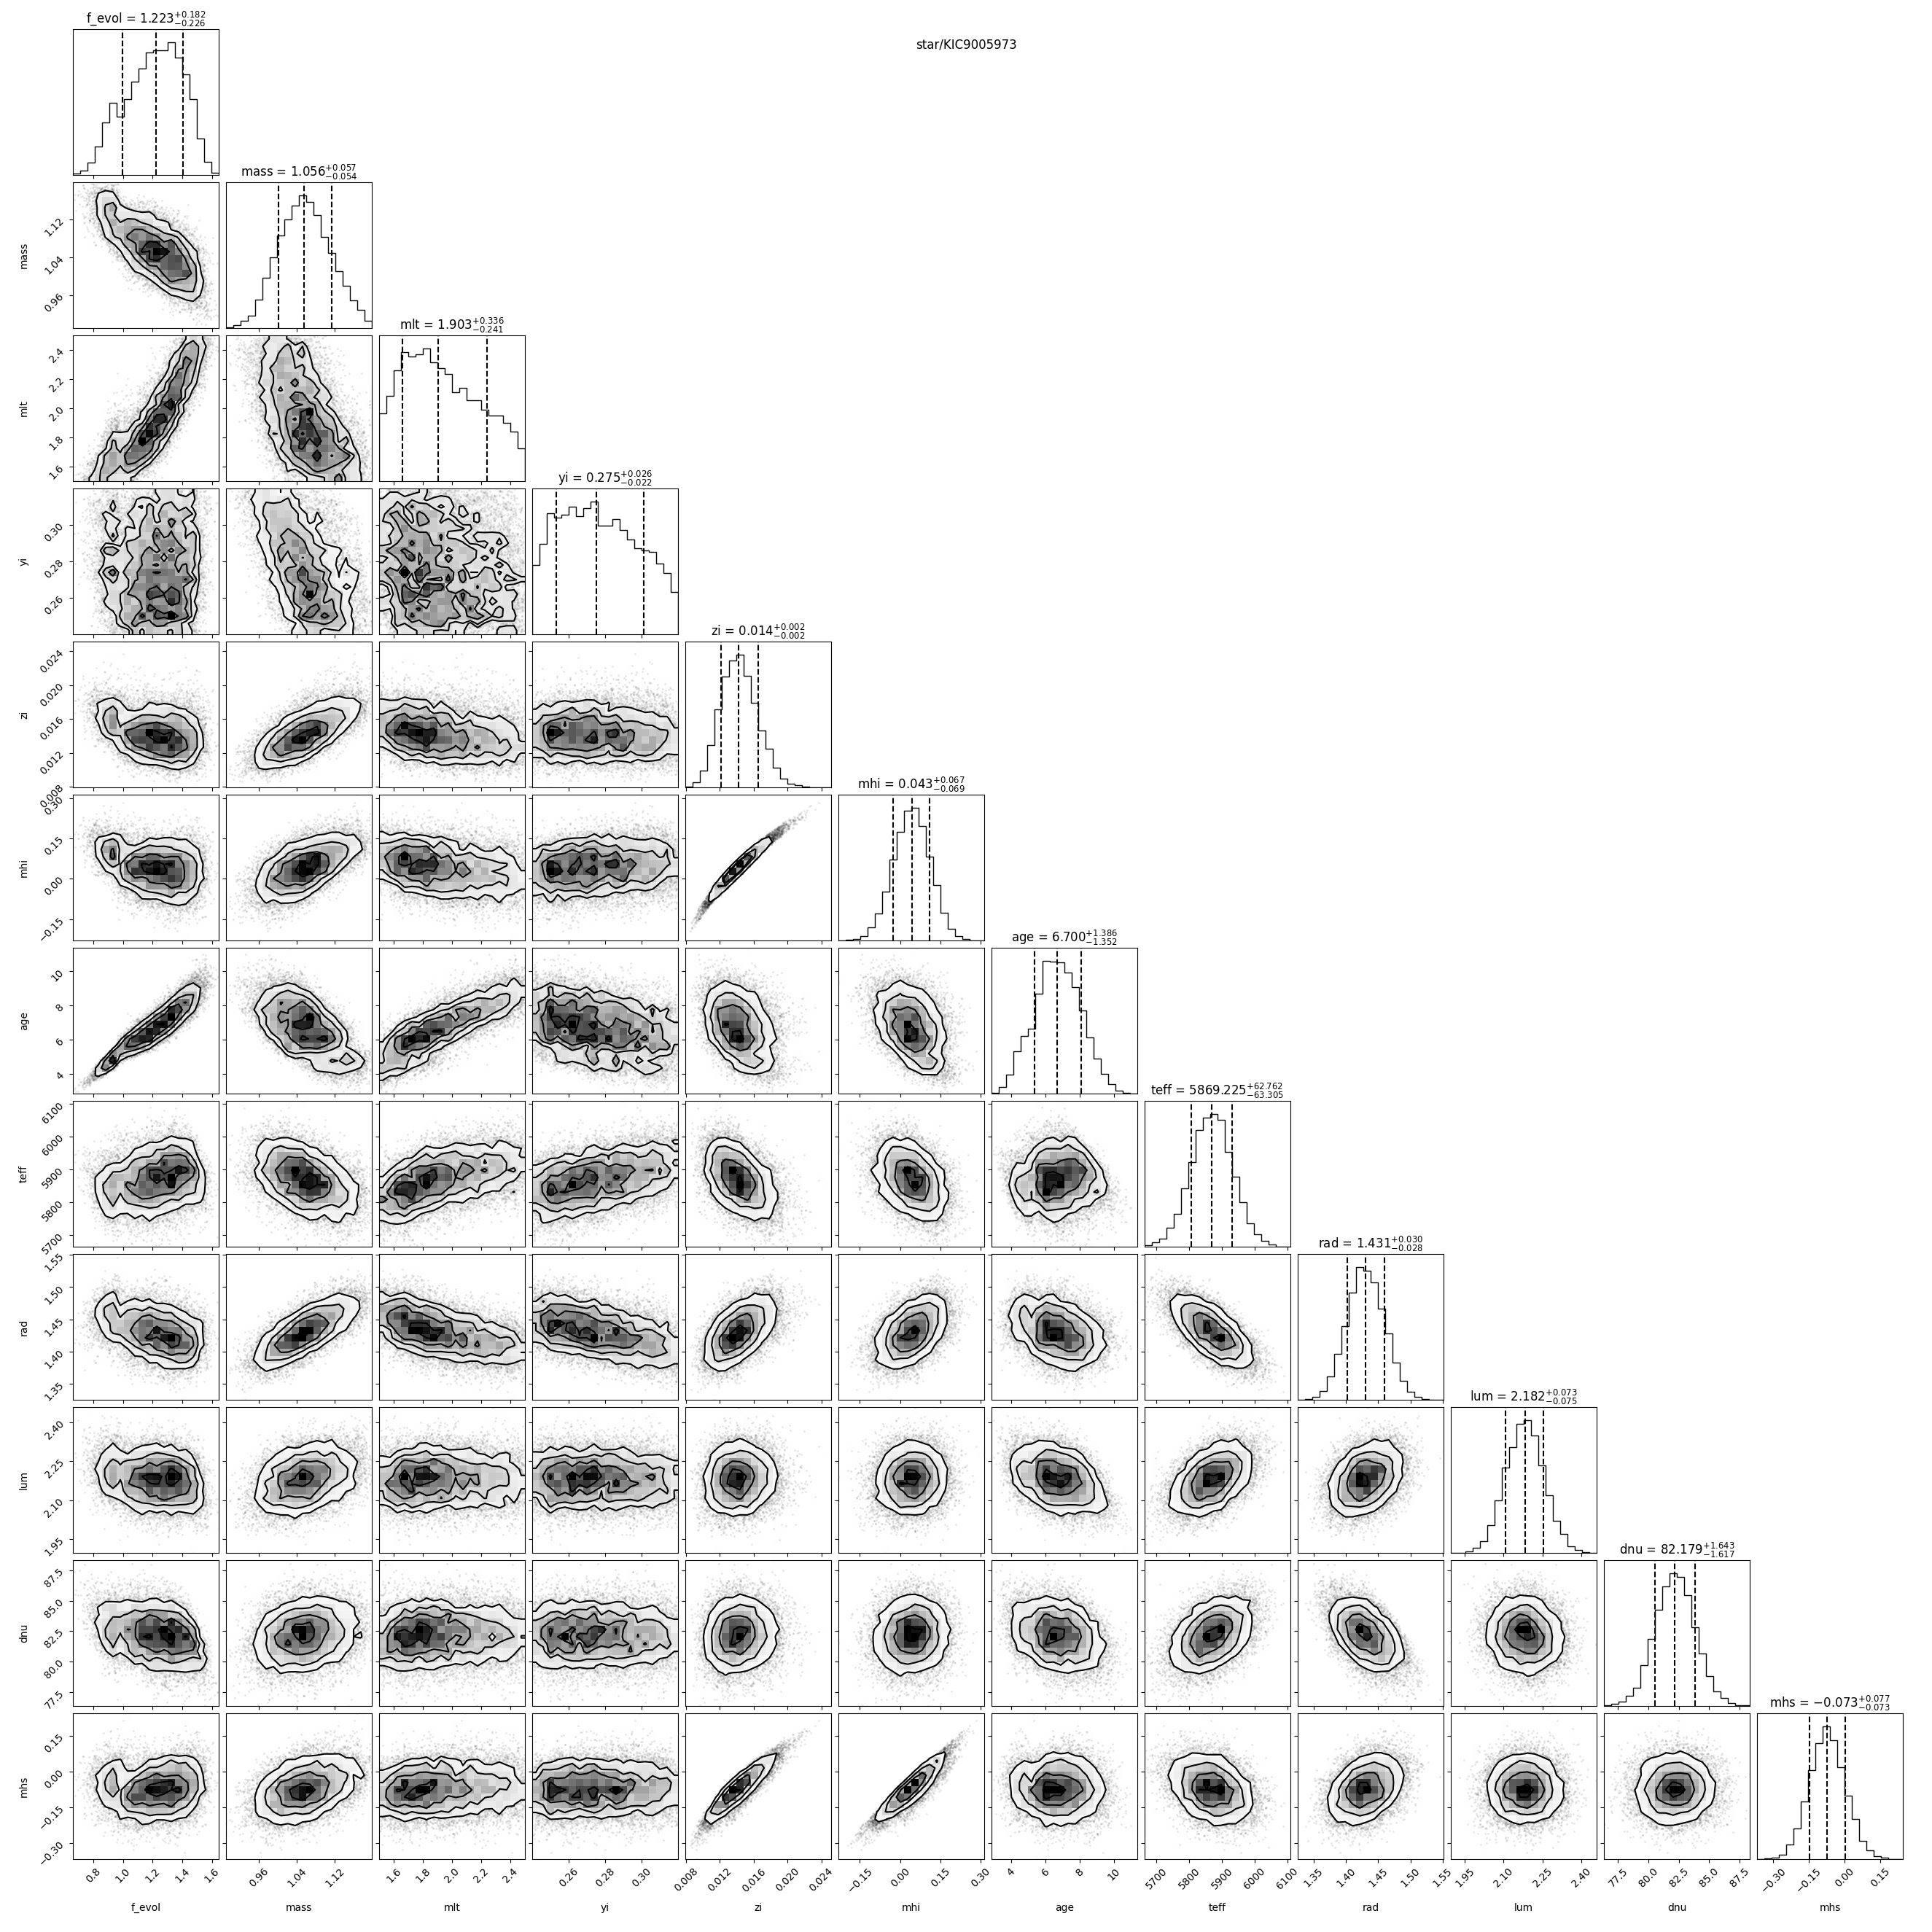 f_evol = 1.223 +0.182 −0.226
star/KIC9005973
mass = 1.056 +0.057 −0.054
1.12
1.04
0.96
mass
mlt = 1.903 +0.336 −0.241
2.4
2.2
2.0
1.8
1.6
mlt
yi = 0.275 +0.026 −0.022
0.30
0.28
0.26
yi
zi = 0.014 +0.002 −0.002
0.024
0.020
0.016
0.012
0.008
zi
mhi = 0.043 +0.067 −0.069
0.30
0.15
0.00
−0.15
mhi
age = 6.700 +1.386 −1.352
10
8
6
4
age
teff = 5869.225 +62.762 −63.305
6100
6000
5900
5800
5700
teff
rad = 1.431 +0.030 −0.028
1.55
1.50
1.45
1.40
1.35
rad
lum = 2.182 +0.073 −0.075
2.40
2.25
2.10
1.95
lum
dnu = 82.179 +1.643 −1.617
87.5
85.0
82.5
80.0
77.5
dnu
mhs = −0.073 +0.077 −0.073
0.15
0.00
−0.15
−0.30
mhs
0.8 1.0 1.2 1.4 1.6 0.96 1.04 1.12 1.6 1.8 2.0 2.2 2.4 0.26 0.28 0.30 0.008 0.012 0.016 0.020 0.024 −0.15 0.00 0.15 0.30 4 6 8 10 5700 5800 5900 6000 6100 1.35 1.40 1.45 1.50 1.55 1.95 2.10 2.25 2.40 77.5 80.0 82.5 85.0 87.5 −0.30 −0.15 0.00 0.15
f_evol mass mlt yi zi mhi age teff rad lum dnu mhs